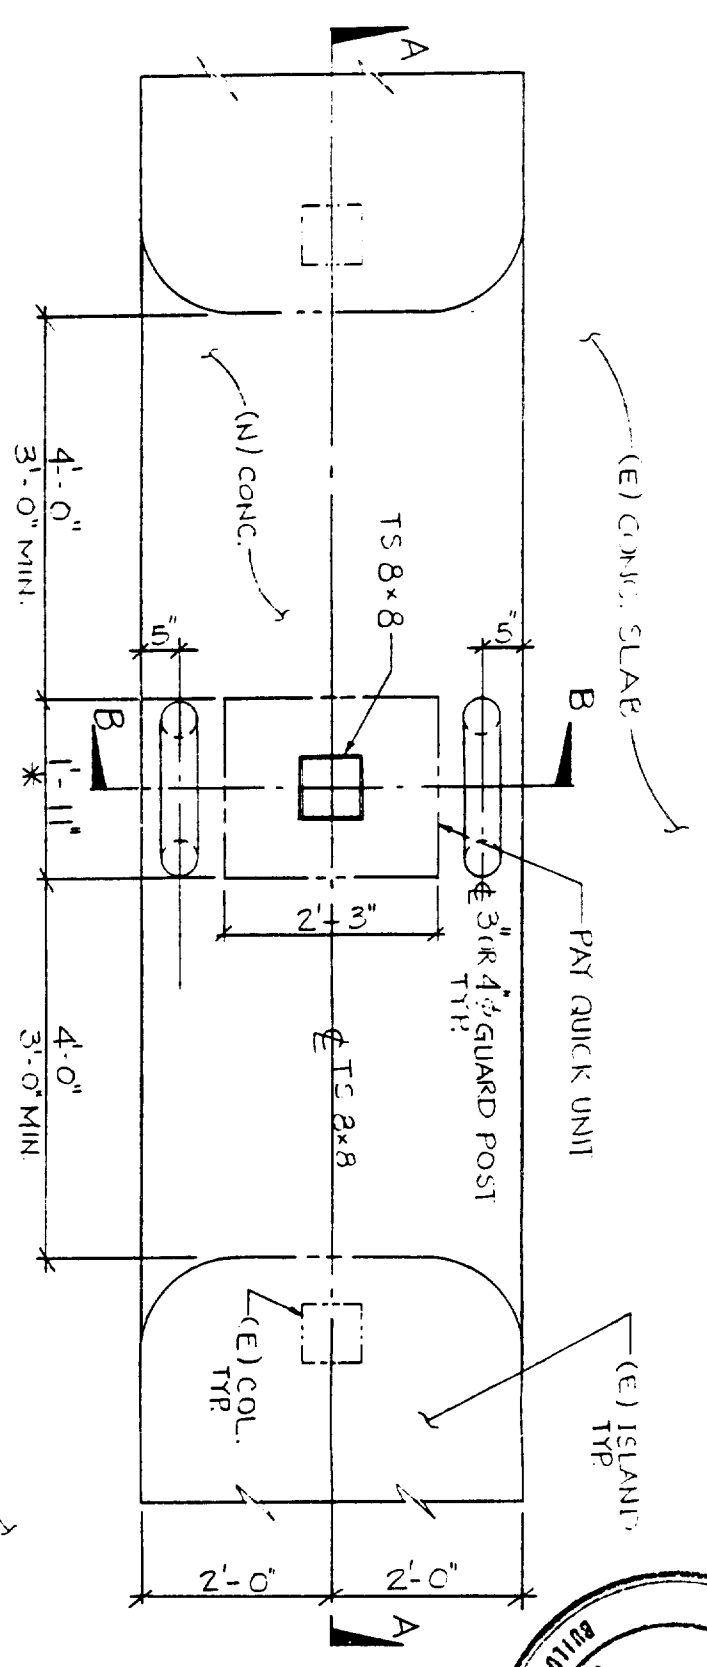 A
(E) CONC. SLAB
(N) CONC.
4'-0"
3'-0" MIN.
TS 8×8
5"
5"
B
B
1'-11"
*
2'-3"
PAY QUICK UNIT
℄ 3" OR 4" ⌀ GUARD POST
TYP.
℄ TS 8×8
4'-0"
3'-0" MIN.
(E) COL.
TYP.
(E) ISLAND
TYP.
2'-0"
2'-0"
A